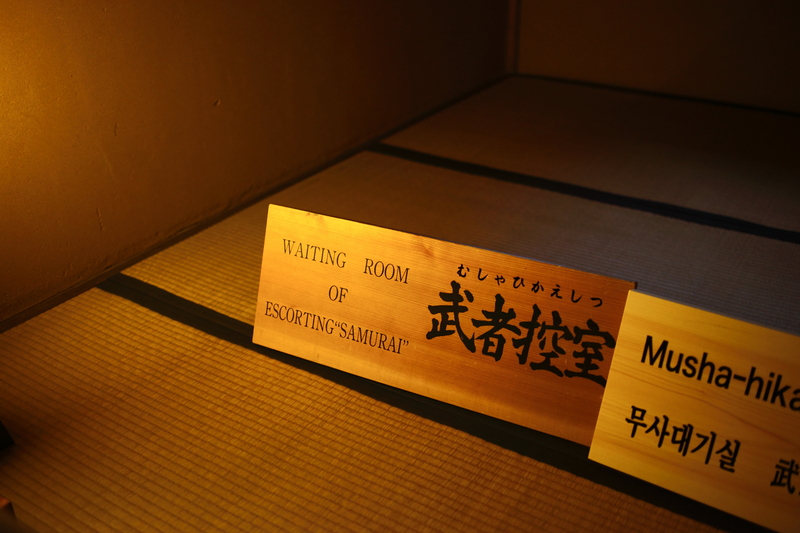 WAITING ROOM
OF
ESCORTING "SAMURAI"
むしゃひかえしつ
武者控室
Musha-hika
무사대기실 武